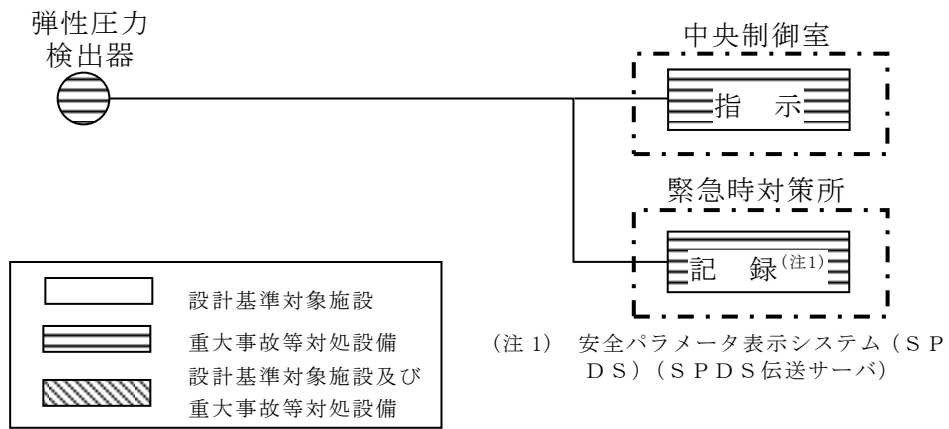 弾性圧力
検出器
中央制御室
指　示
緊急時対策所
記　録(注1)
設計基準対象施設
重大事故等対処設備
設計基準対象施設及び
重大事故等対処設備
(注 1)　安全パラメータ表示システム（ＳＰ
ＤＳ）（ＳＰＤＳ伝送サーバ）